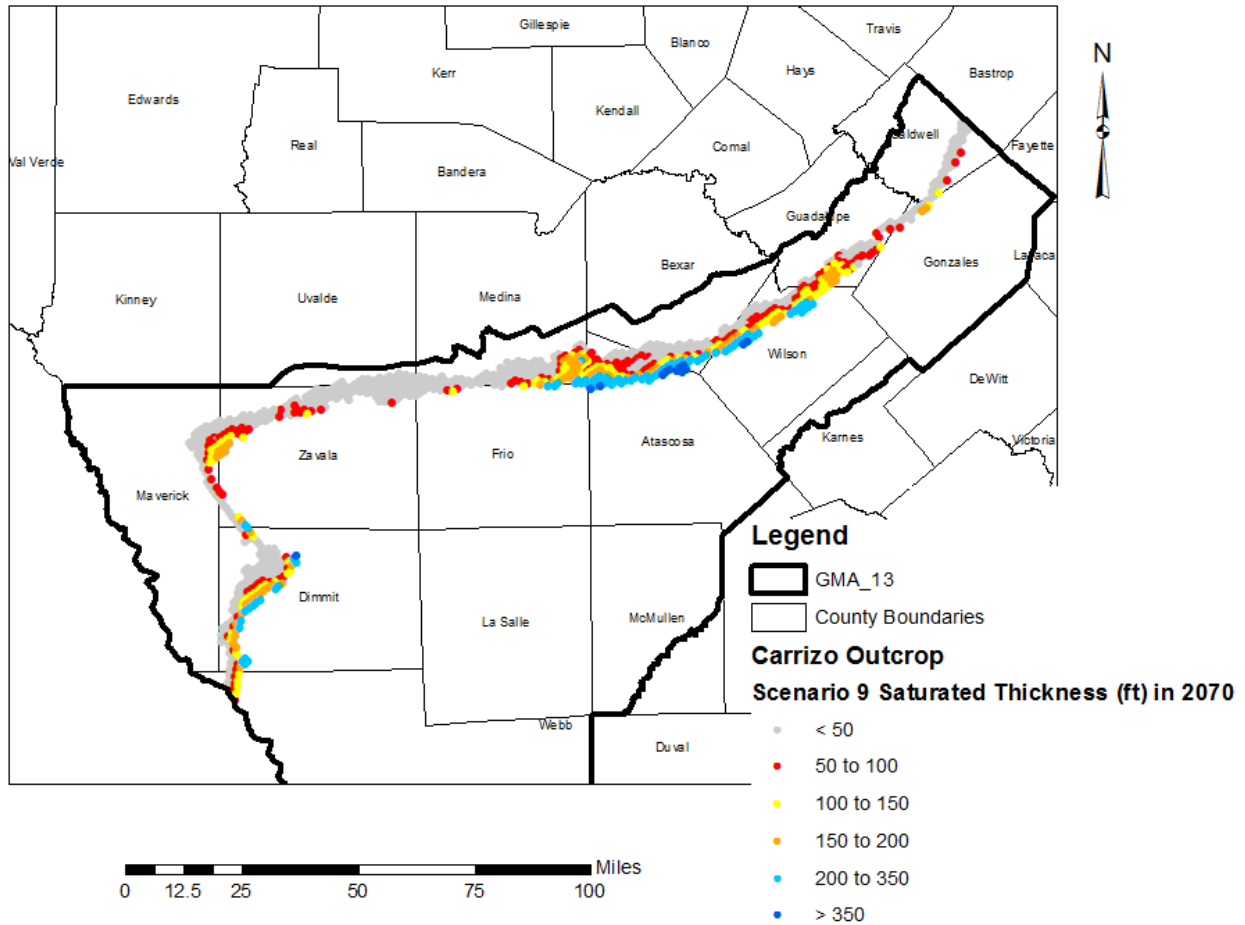 Gillespie
Travis
Blanco
Hays
Bastrop
N
Kerr
Edwards
Kendall
Real
Comal
Caldwell
Fayette
Val Verde
Bandera
Guadalupe
Gonzales
Lavaca
Bexar
Kinney
Uvalde
Medina
Wilson
DeWitt
Karnes
Victoria
Zavala
Frio
Atascosa
Maverick
Dimmit
La Salle
McMullen
Webb
Duval
Legend
GMA_13
County Boundaries
Carrizo Outcrop
Scenario 9 Saturated Thickness (ft) in 2070
< 50
50 to 100
100 to 150
150 to 200
200 to 350
> 350
Miles
0 12.5 25 50 75 100